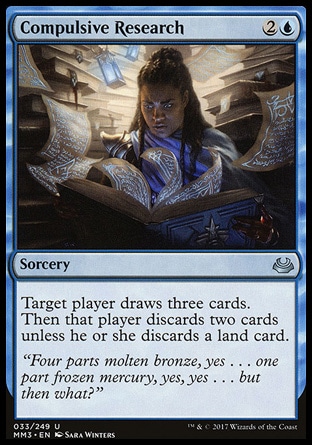 Compulsive Research 2
Sorcery
Target player draws three cards.
Then that player discards two cards
unless he or she discards a land card.
“Four parts molten bronze, yes . . . one
part frozen mercury, yes, yes . . . but
then what?”
033/249 U
MM3 • EN Sara Winters ™ & © 2017 Wizards of the Coast